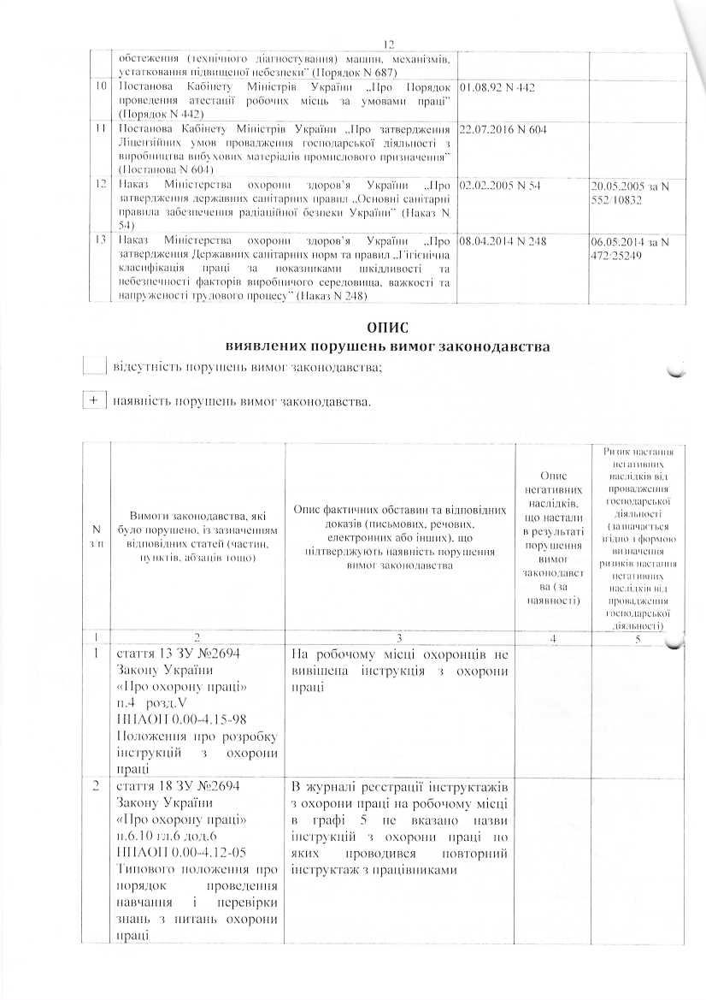 12
обстеження (технічного діагностування) машин, механізмів,
устатковання підвищеної небезпеки" (Порядок N 687)
10 Постанова Кабінету Міністрів України „Про Порядок 01.08.92 N 442
проведення атестації робочих місць за умовами праці"
(Порядок N 442)
11 Постанова Кабінету Міністрів України „Про затвердження 22.07.2016 N 604
Ліцензійних умов провадження господарської діяльності з
виробництва вибухових матеріалів промислового призначення"
(Постанова N 604)
12 Наказ Міністерства охорони здоров'я України „Про 02.02.2005 N 54 20.05.2005 за N
затвердження державних санітарних правил „Основні санітарні 552/10832
правила забезпечення радіаційної безпеки України" (Наказ N
54)
13 Наказ Міністерства охорони здоров'я України „Про 08.04.2014 N 248 06.05.2014 за N
затвердження Державних санітарних норм та правил „Гігієнічна 472/25249
класифікація праці за показниками шкідливості та
небезпечності факторів виробничого середовища, важкості та
напруженості трудового процесу" (Наказ N 248)
ОПИС
виявлених порушень вимог законодавства
відсутність порушень вимог законодавства;
+ наявність порушень вимог законодавства.
N
з п
Вимоги законодавства, які
було порушено, із зазначенням
відповідних статей (частин,
пунктів, абзаців тощо)
Опис фактичних обставин та відповідних
доказів (письмових, речових,
електронних або інших), що
підтверджують наявність порушення
вимог законодавства
Опис
негативних
наслідків,
що настали
в результаті
порушення
вимог
законодавст
ва (за
наявності)
Ризик настання
негативних
наслідків від
провадження
господарської
діяльності
(зазначається
згідно з формою
визначення
ризиків настання
негативних
наслідків від
провадження
господарської
діяльності)
1 2 3 4 5
1
стаття 13 ЗУ №2694
Закону України
«Про охорону праці»
п.4 розд.V
НПАОП 0.00-4.15-98
Положення про розробку
інструкцій з охорони
праці
На робочому місці охоронців не
вивішена інструкція з охорони
праці
2
стаття 18 ЗУ №2694
Закону України
«Про охорону праці»
п.6.10 гл.6 дод.6
НПАОП 0.00-4.12-05
Типового положення про
порядок проведення
навчання і перевірки
знань з питань охорони
праці
В журналі реєстрації інструктажів
з охорони праці на робочому місці
в графі 5 не вказано назви
інструкцій з охорони праці по
яких проводився повторний
інструктаж з працівниками